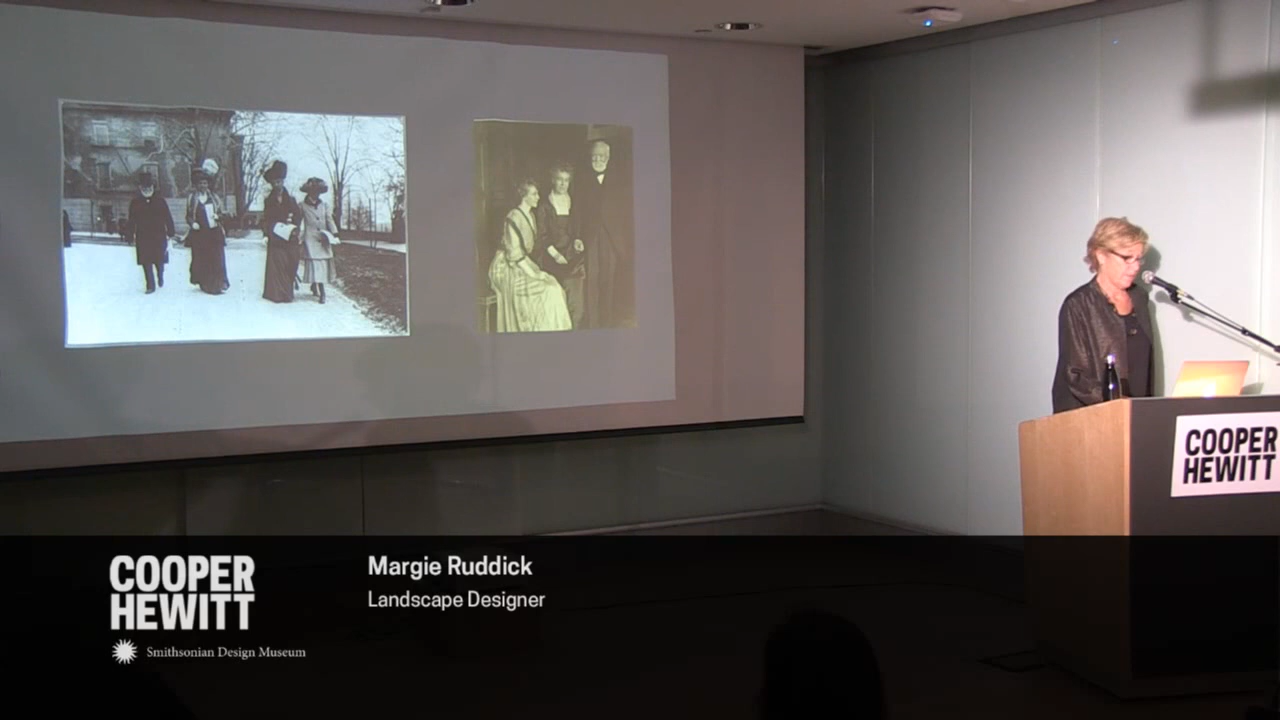 COOPER
HEWITT
COOPER
HEWITT
Smithsonian Design Museum
Margie Ruddick
Landscape Designer